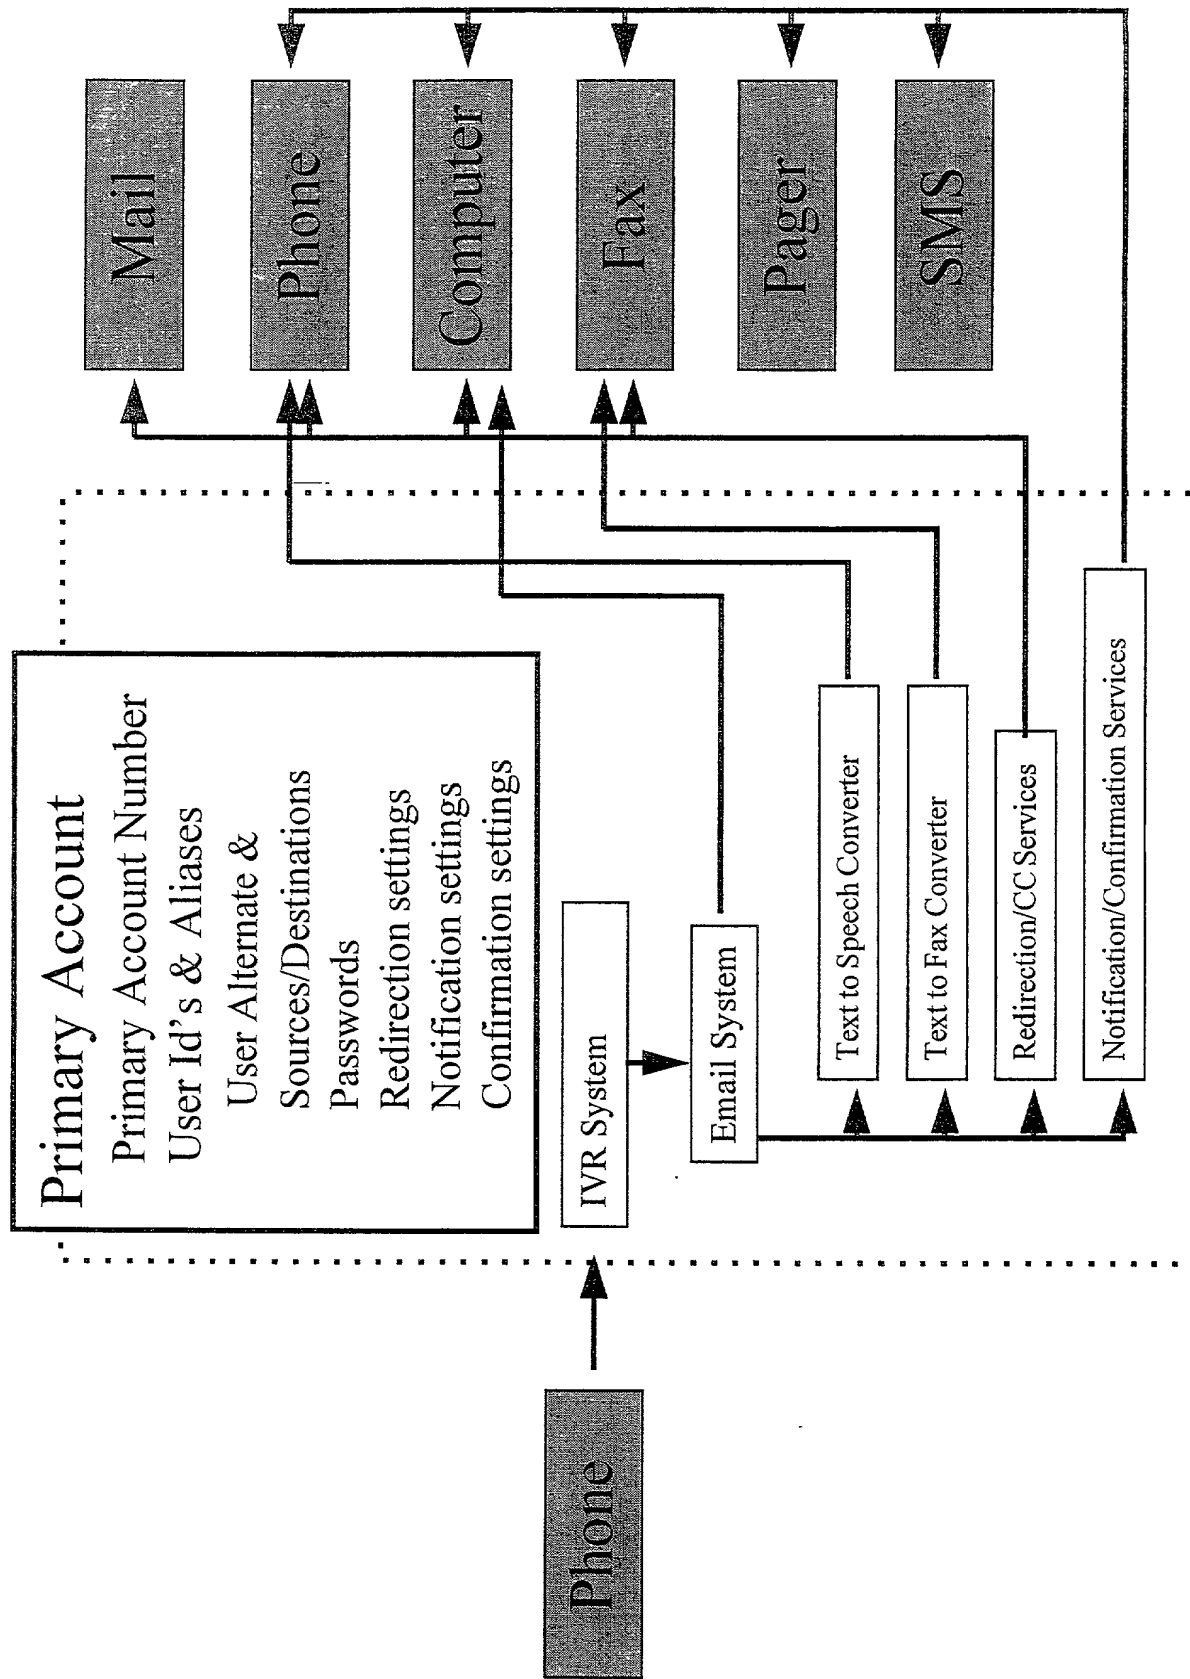 Primary Account
Primary Account Number
User Id's & Aliases
User Alternate &
Sources/Destinations
Passwords
Redirection settings
Notification settings
Confirmation settings
Phone
IVR System
Email System
Text to Speech Converter
Text to Fax Converter
Redirection/CC Services
Notification/Confirmation Services
Mail
Phone
Computer
Fax
Pager
SMS